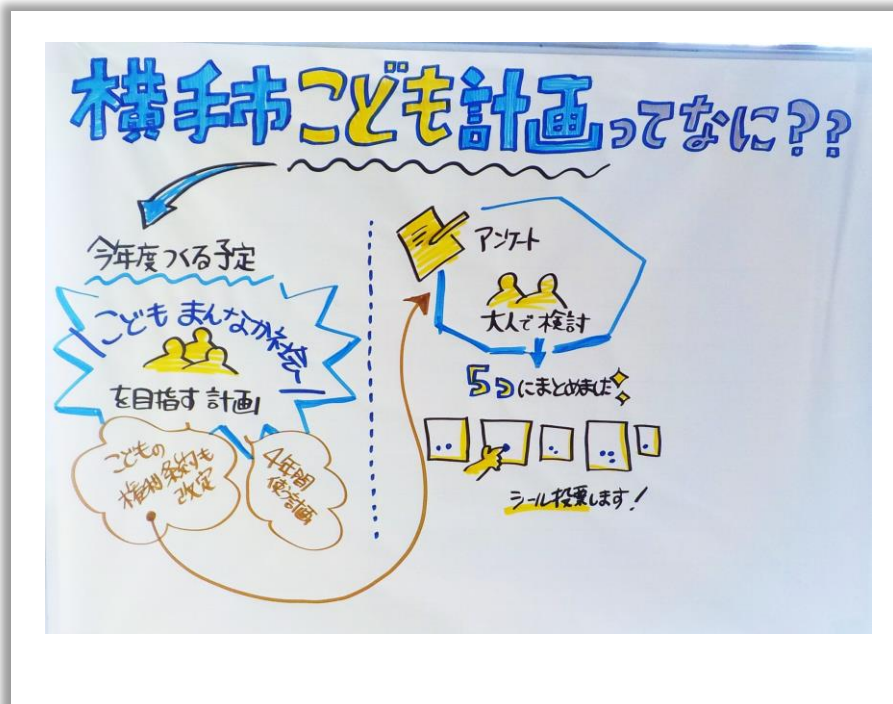 横手市こども計画ってなに??
今年度つくる予定
こどもまんなか社会
を目指す計画
こどもの
権利条約も
改定
4年間
使う計画
アンケート
大人で検討
5つにまとめました
シール投票します!